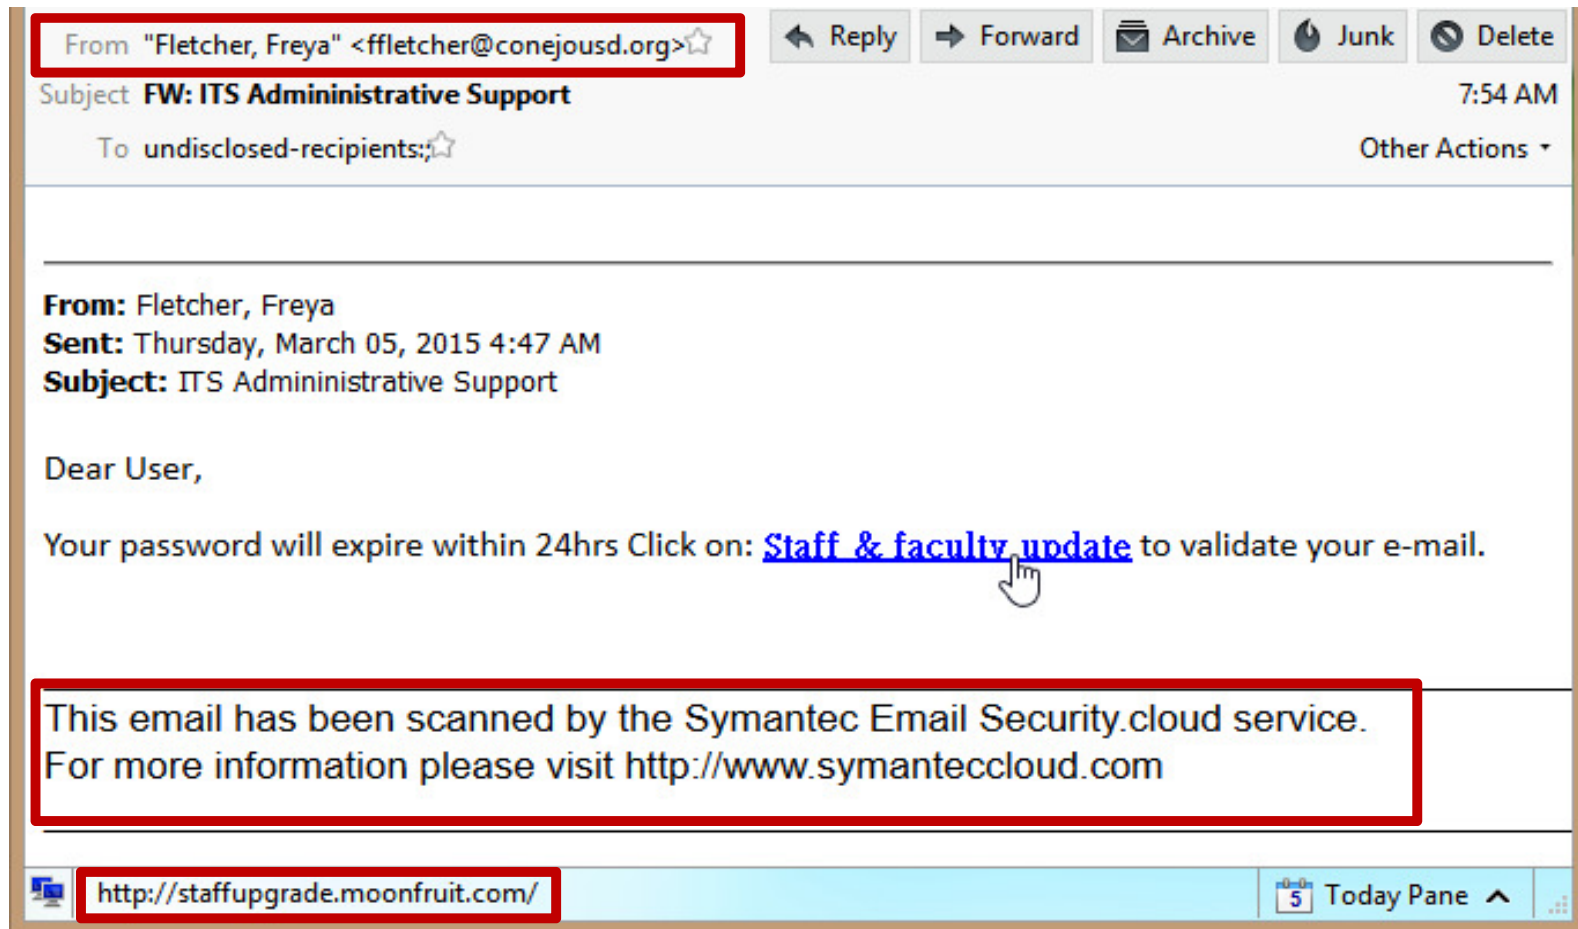 From "Fletcher, Freya" <ffletcher@conejousd.org>
Reply Forward Archive Junk Delete
Subject FW: ITS Admininistrative Support 7:54 AM
To undisclosed-recipients:; Other Actions
From: Fletcher, Freya
Sent: Thursday, March 05, 2015 4:47 AM
Subject: ITS Admininistrative Support
Dear User,
Your password will expire within 24hrs Click on: Staff & faculty update to validate your e-mail.
This email has been scanned by the Symantec Email Security.cloud service.
For more information please visit http://www.symanteccloud.com
http://staffupgrade.moonfruit.com/ 5 Today Pane